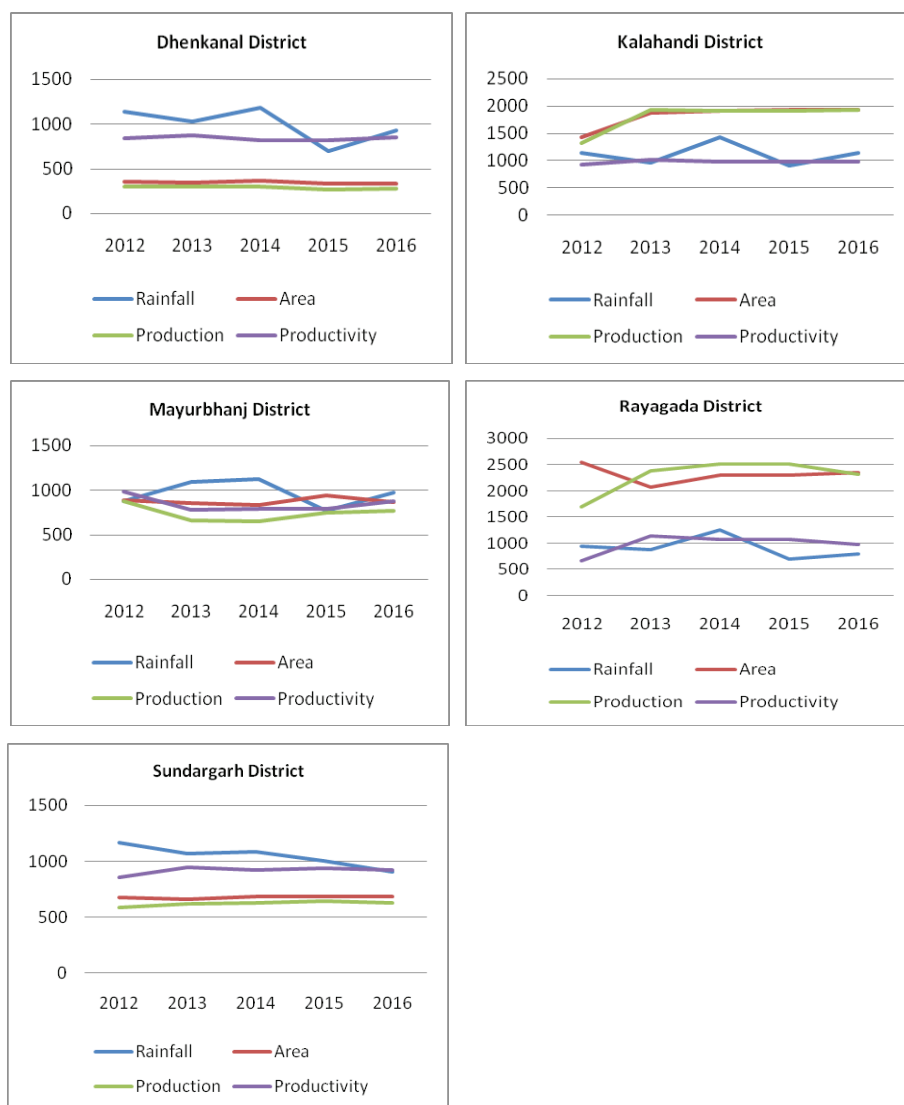 Dhenkanal District
1500
1000
500
0
2012 2013 2014 2015 2016
Rainfall Area
Production Productivity
Kalahandi District
2500
2000
1500
1000
500
0
2012 2013 2014 2015 2016
Rainfall Area
Production Productivity
Mayurbhanj District
1500
1000
500
0
2012 2013 2014 2015 2016
Rainfall Area
Production Productivity
Rayagada District
3000
2500
2000
1500
1000
500
0
2012 2013 2014 2015 2016
Rainfall Area
Production Productivity
Sundargarh District
1500
1000
500
0
2012 2013 2014 2015 2016
Rainfall Area
Production Productivity